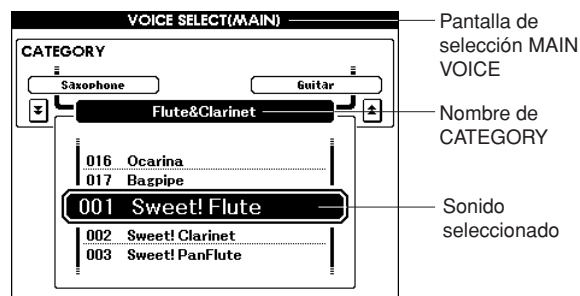 VOICE SELECT(MAIN)
Pantalla de
selección MAIN
VOICE
CATEGORY
Saxophone
Guitar
Flute&Clarinet
Nombre de
CATEGORY
016 Ocarina
017 Bagpipe
001 Sweet! Flute
Sonido
seleccionado
002 Sweet! Clarinet
003 Sweet! PanFlute